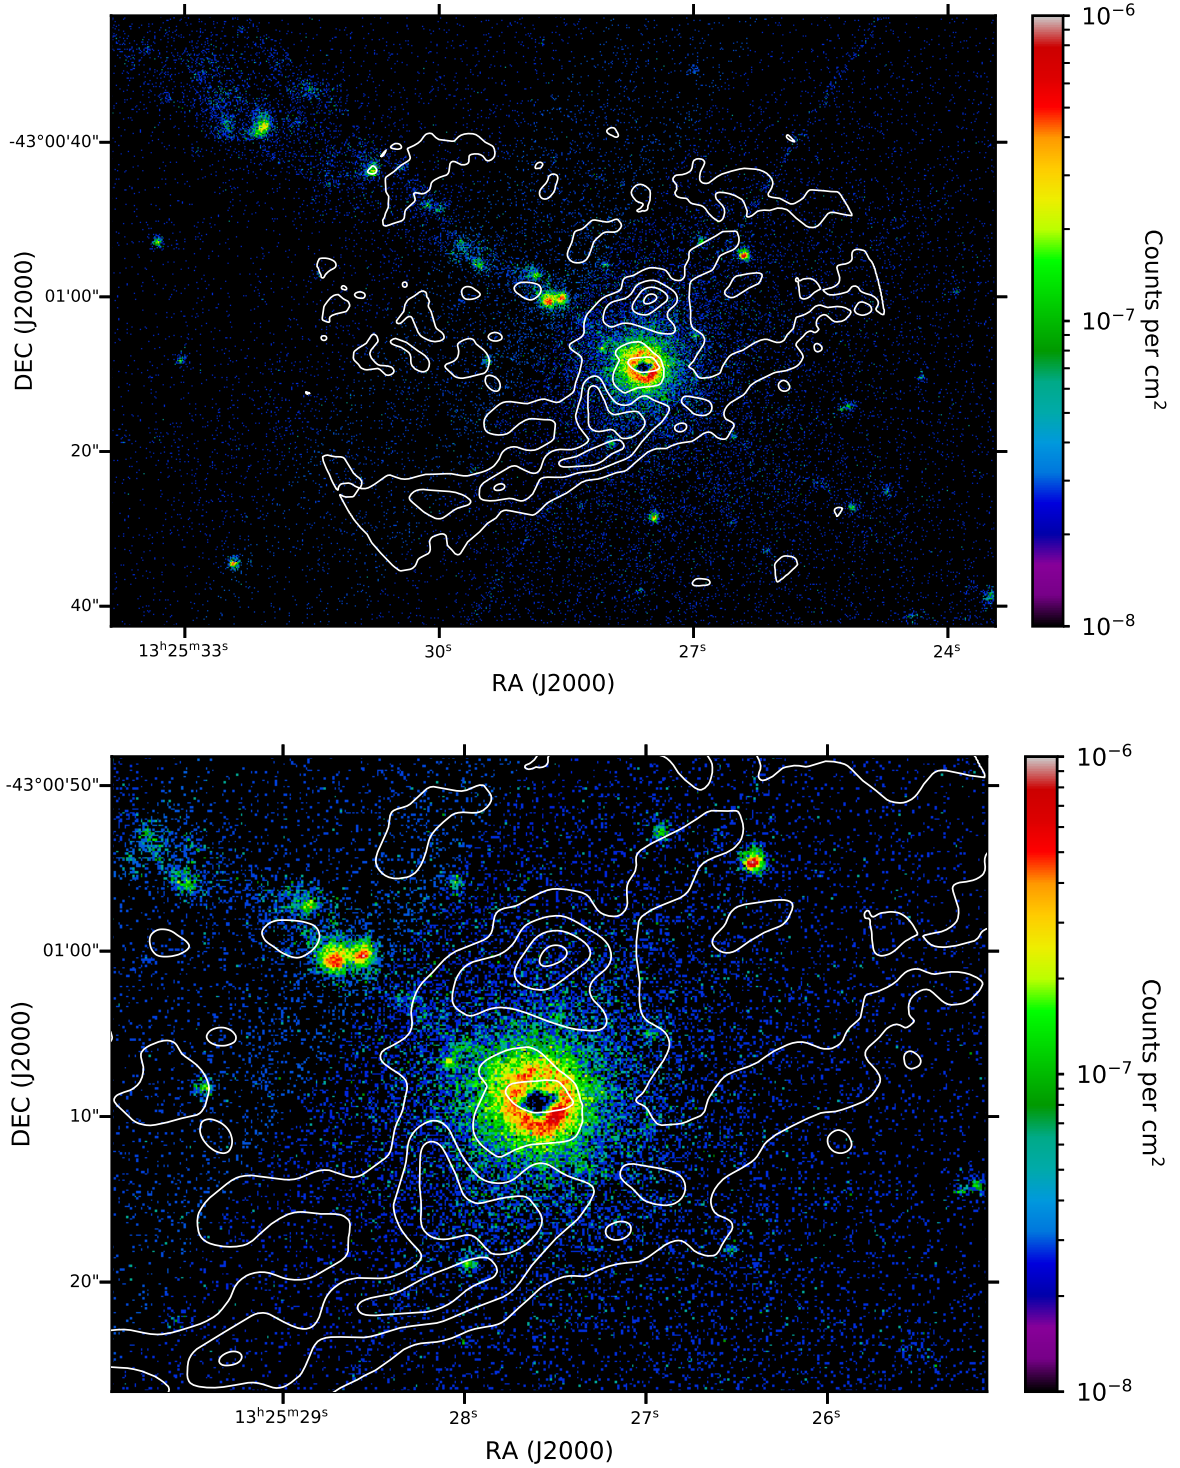 10⁻⁶
-43°00'40"
01'00"
20"
40"
DEC (J2000)
10⁻⁷
Counts per cm²
10⁻⁸
13ʰ25ᵐ33ˢ 30ˢ 27ˢ 24ˢ
RA (J2000)
10⁻⁶
-43°00'50"
01'00"
10"
20"
DEC (J2000)
10⁻⁷
Counts per cm²
10⁻⁸
13ʰ25ᵐ29ˢ 28ˢ 27ˢ 26ˢ
RA (J2000)